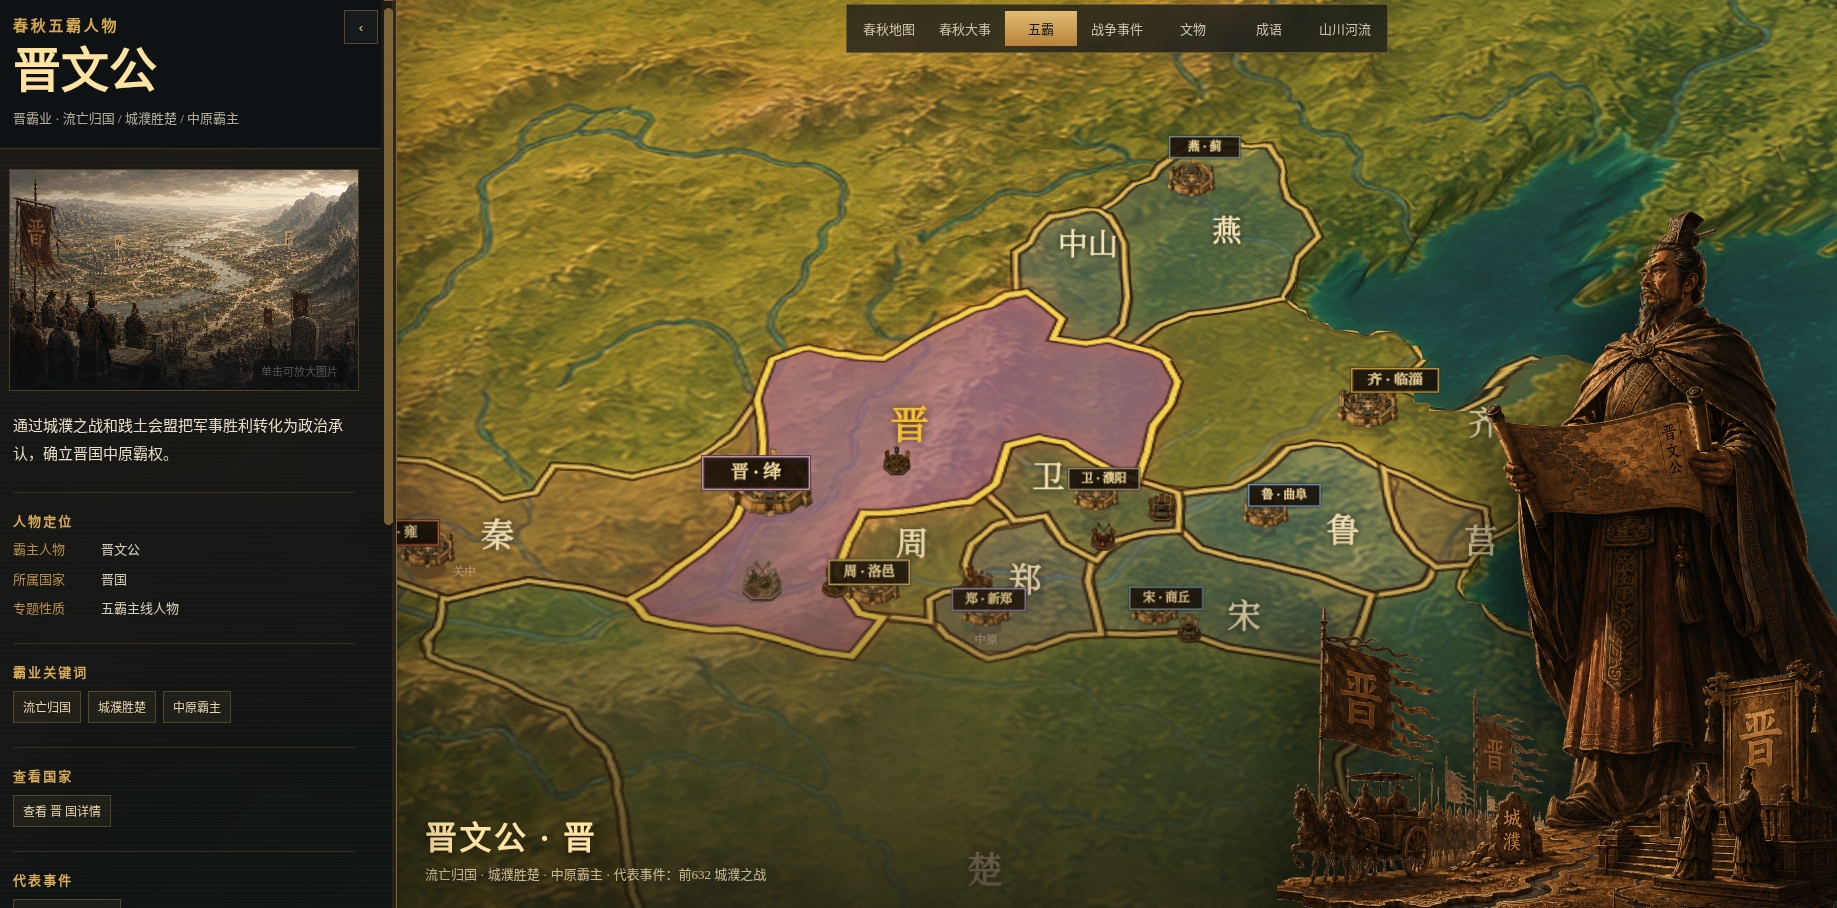 春秋五霸人物
‹
晋文公
晋霸业 · 流亡归国 / 城濮胜楚 / 中原霸主
晋
单击可放大图片
通过城濮之战和践土会盟把军事胜利转化为政治承
认，确立晋国中原霸权。
人物定位
霸主人物 晋文公
所属国家 晋国
专题性质 五霸主线人物
霸业关键词
流亡归国 城濮胜楚 中原霸主
查看国家
查看 晋 国详情
代表事件
春秋地图 春秋大事 五霸 战争事件 文物 成语 山川河流
燕 · 蓟
燕
中山
齐 · 临淄
齐
晋
晋 · 绛
卫
卫 · 濮阳
鲁 · 曲阜
鲁
莒
· 雍
秦
关中
周
周 · 洛邑
郑
郑 · 新郑
中原
宋 · 商丘
宋
楚
晋文公
晋
晋
晋
城濮
晋文公 · 晋
流亡归国 · 城濮胜楚 · 中原霸主 · 代表事件：前632 城濮之战